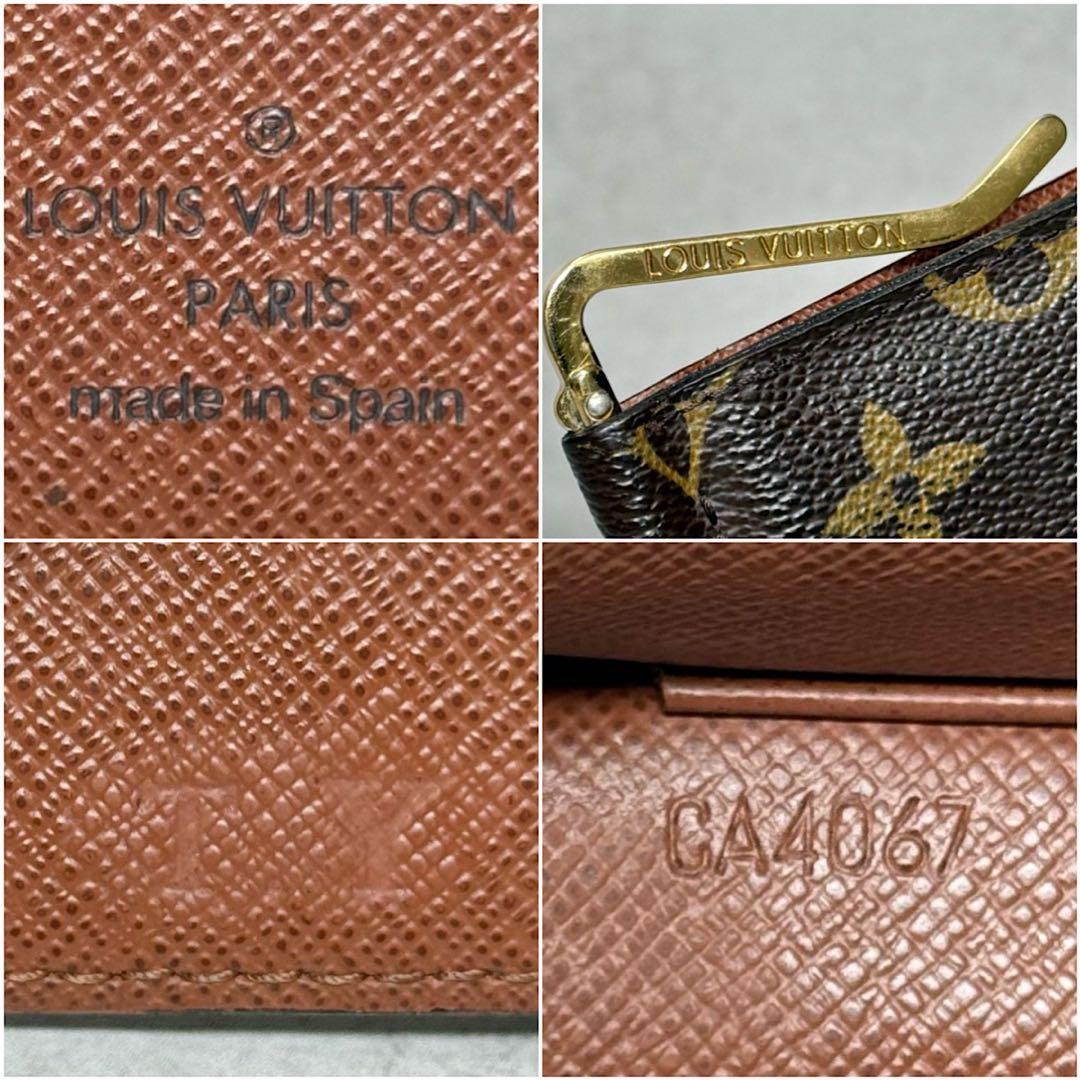 ®
LOUIS VUITTON
PARIS
made in Spain
LOUIS VUITTON
I.Y
CA4067